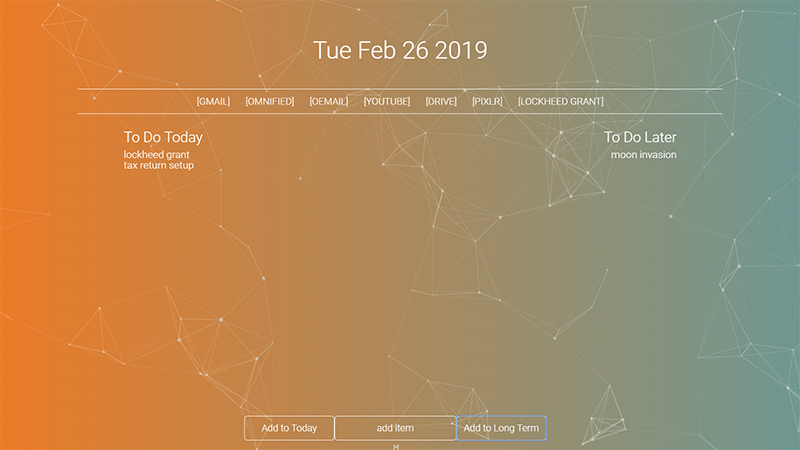 Tue Feb 26 2019
[GMAIL] [OMNIFIED] [OEMAIL] [YOUTUBE] [DRIVE] [PIXLR] [LOCKHEED GRANT]
To Do Today
lockheed grant
tax return setup
To Do Later
moon invasion
Add to Today
add item
Add to Long Term
[+]